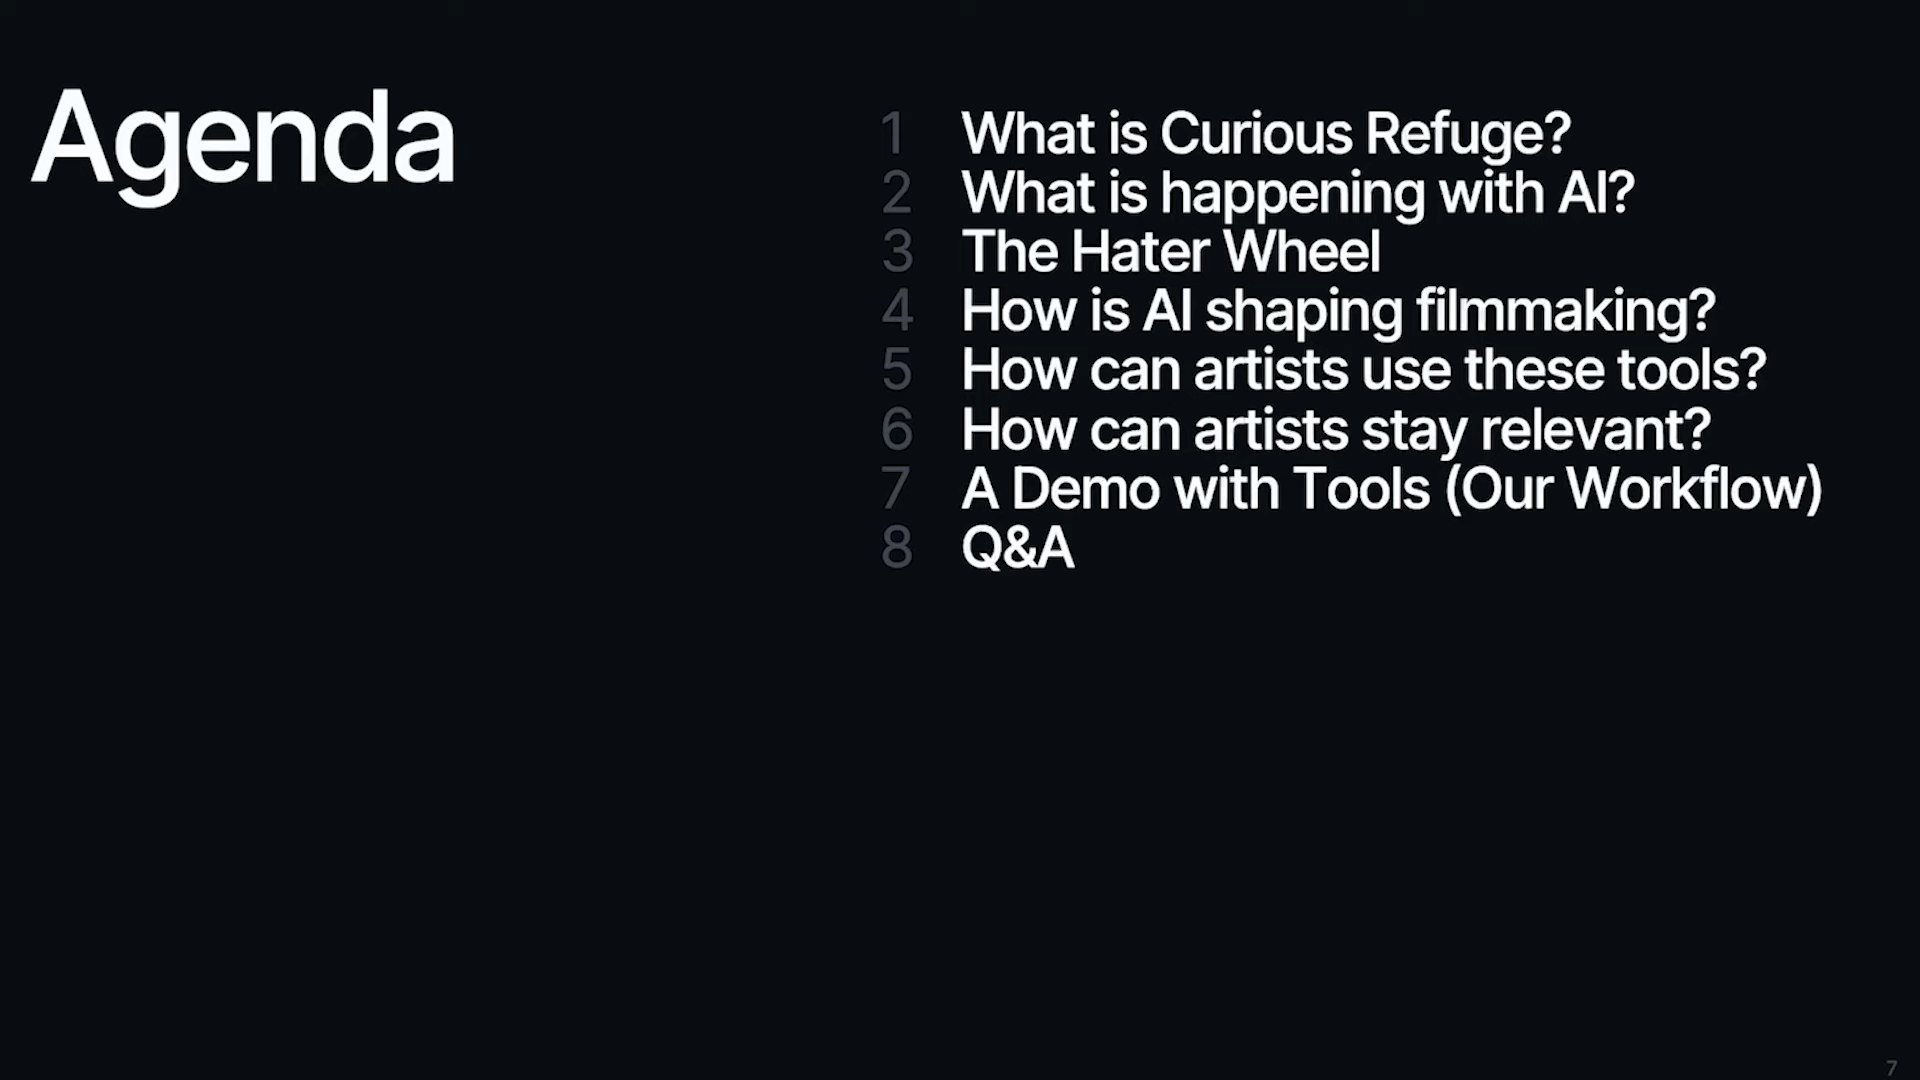 Agenda
1 What is Curious Refuge?
2 What is happening with AI?
3 The Hater Wheel
4 How is AI shaping filmmaking?
5 How can artists use these tools?
6 How can artists stay relevant?
7 A Demo with Tools (Our Workflow)
8 Q&A
7